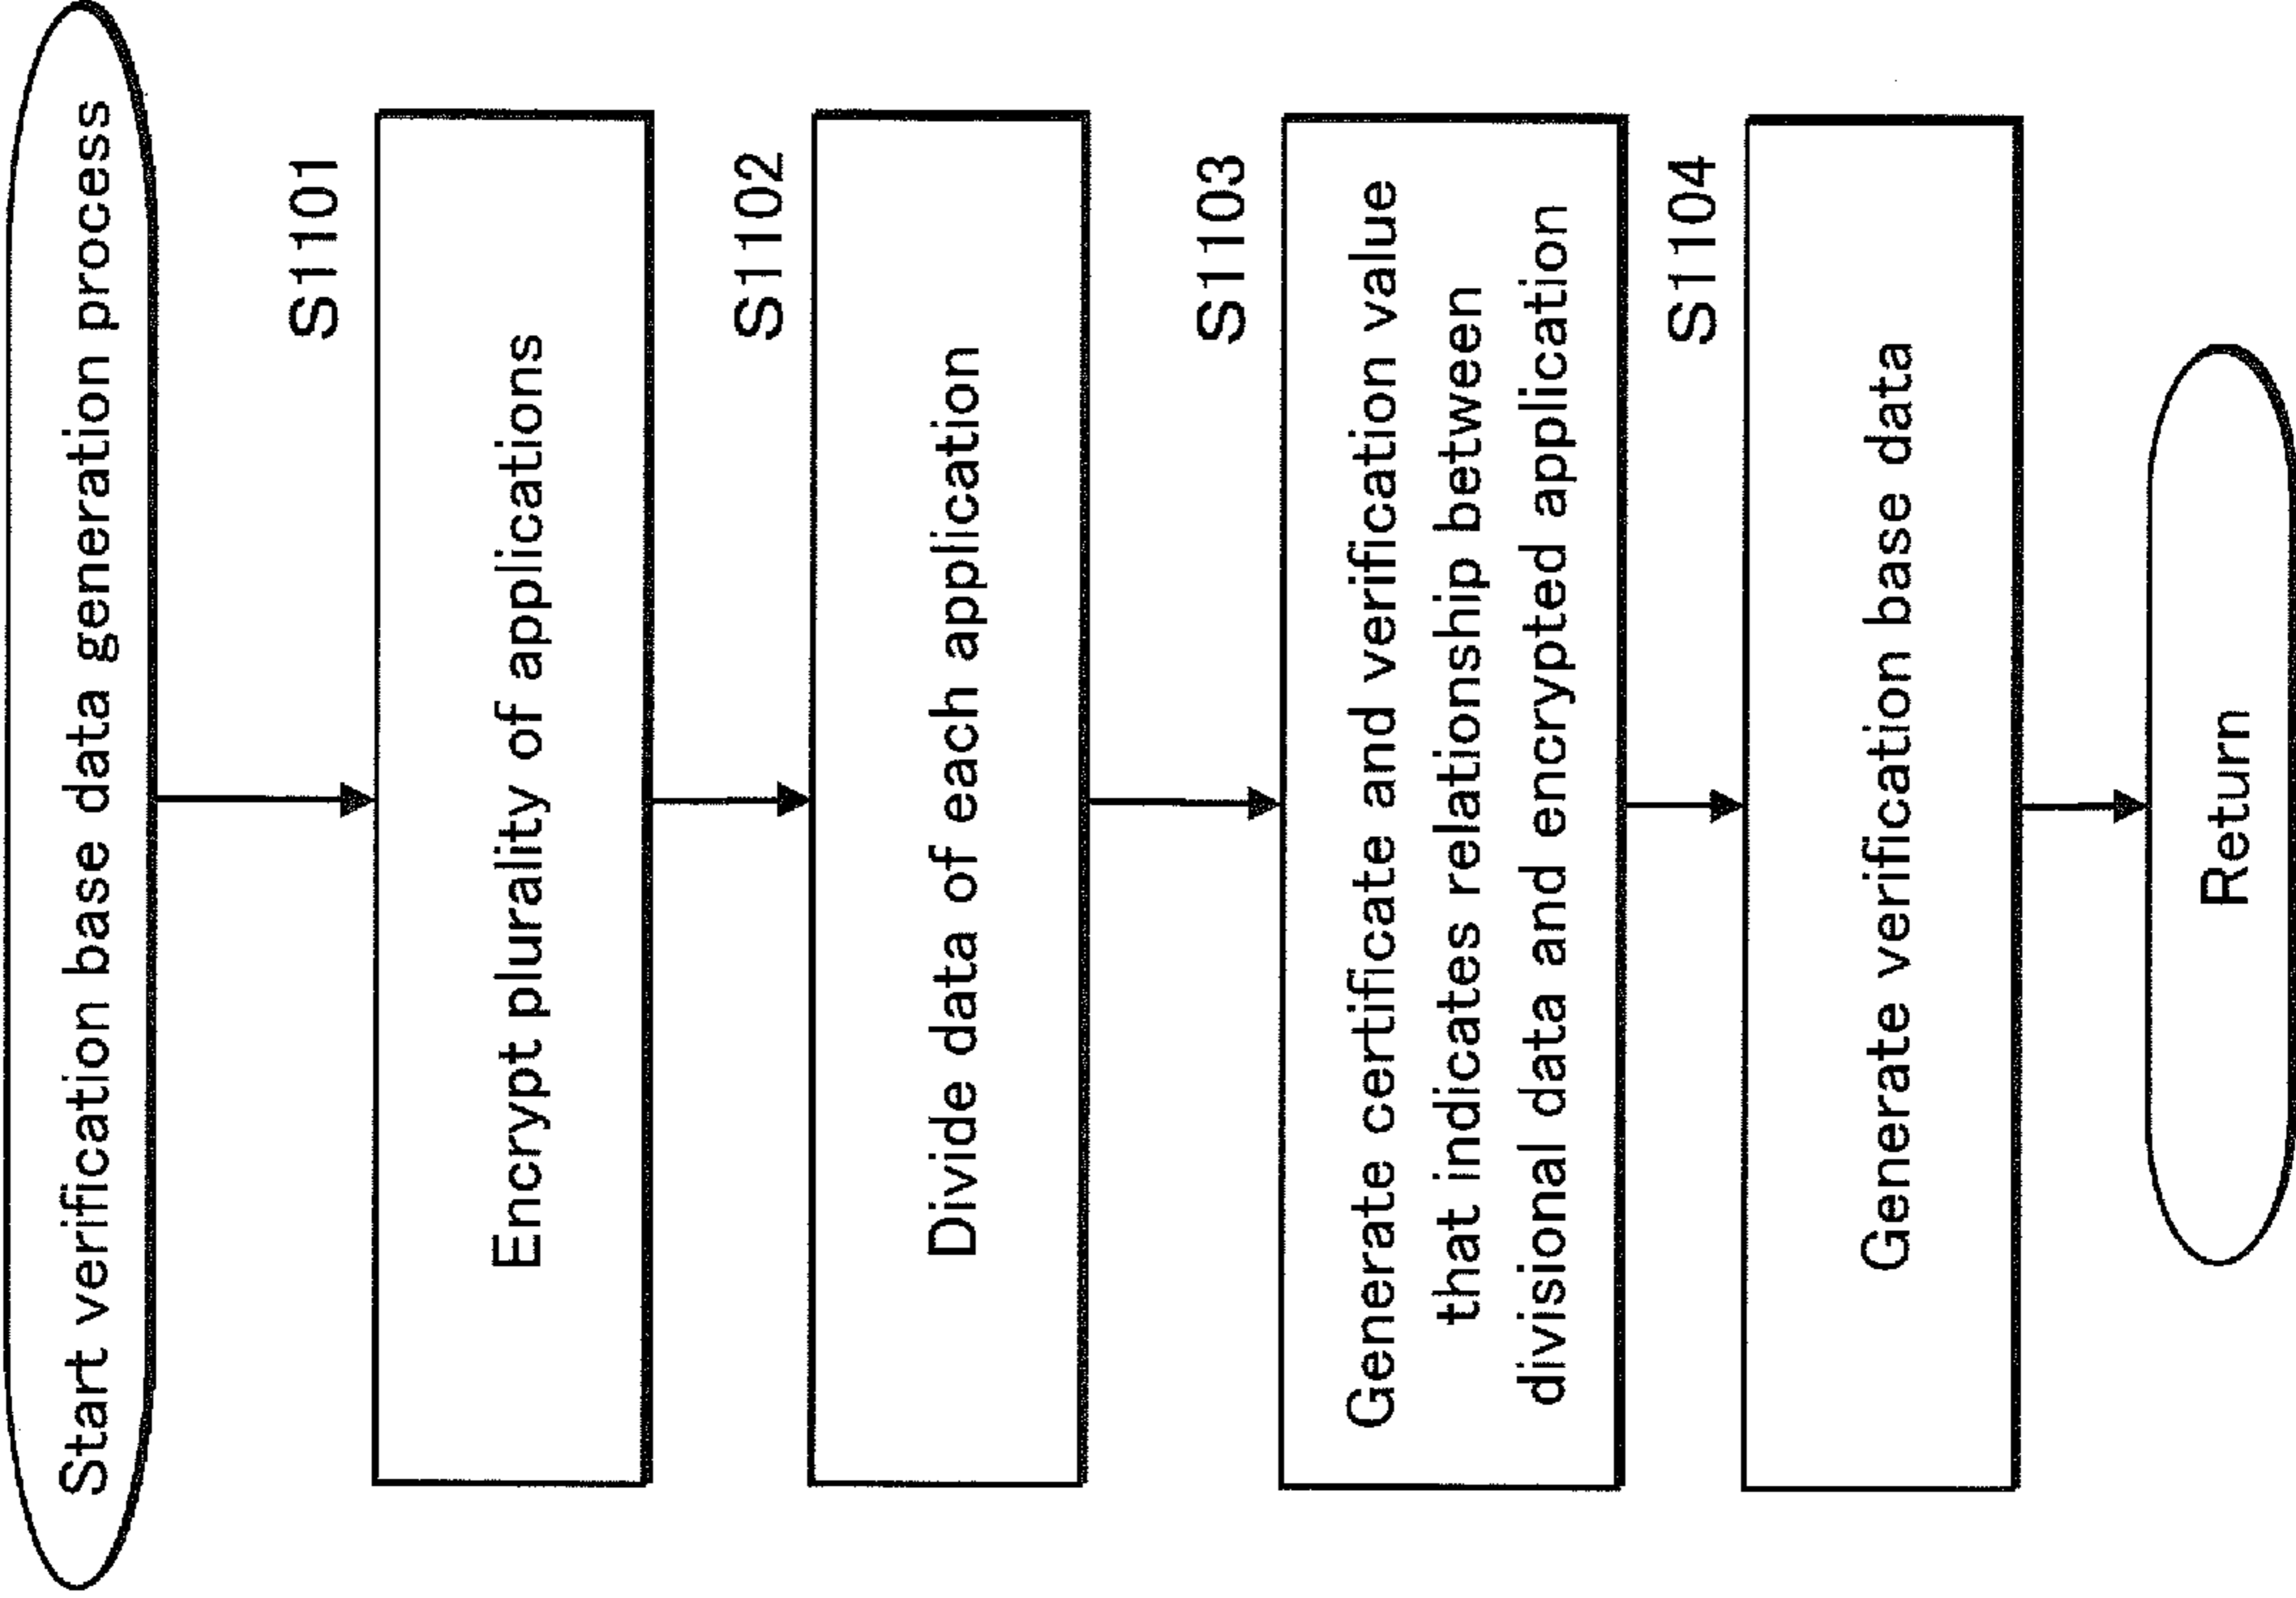 Start verification base data generation process
S1101
Encrypt plurality of applications
S1102
Divide data of each application
S1103
Generate certificate and verification value
that indicates relationship between
divisional data and encrypted application
S1104
Generate verification base data
Return